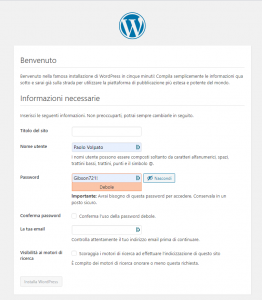 Benvenuto
Benvenuto nella famosa installazione di WordPress in cinque minuti! Compila semplicemente le informazioni qui
sotto e sarai già sulla strada per utilizzare la piattaforma di pubblicazione più estesa e potente del mondo.
Informazioni necessarie
Inserisci le seguenti informazioni. Non preoccuparti, potrai sempre cambiarle in seguito.
Titolo del sito
Nome utente
Paolo Valpato
I nomi utente possono essere composti soltanto da caratteri alfanumerici, spazi,
trattini bassi, trattini, punti e il simbolo @.
Password
Nascondi
Debole
Importante: Avrai bisogno di questa password per accedere. Conservala in un
posto sicuro.
Conferma password
Conferma l'uso della password debole.
La tua email
Controlla attentamente il tuo indirizzo email prima di continuare.
Visibilità ai motori di
ricerca
Scoraggia i motori di ricerca ad effettuare l'indicizzazione di questo sito
È compito dei motori di ricerca onorare o meno questa richiesta.
Installa WordPress